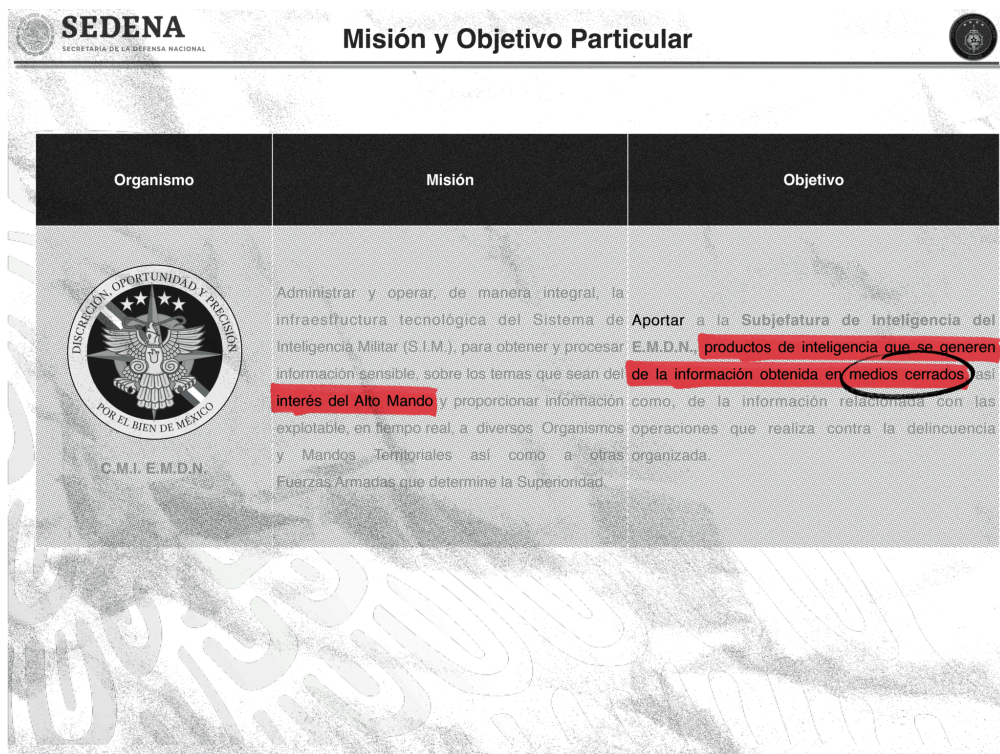 SEDENA
SECRETARÍA DE LA DEFENSA NACIONAL
Misión y Objetivo Particular
Organismo
Misión
Objetivo
DISCRECIÓN, OPORTUNIDAD Y PRECISIÓN
POR EL BIEN DE MÉXICO
C.M.I. E.M.D.N.
Administrar y operar, de manera integral, la
infraestructura tecnológica del Sistema de
Inteligencia Militar (S.I.M.), para obtener y procesar
información sensible, sobre los temas que sean del
interés del Alto Mando y proporcionar información
explotable, en tiempo real, a diversos Organismos
y Mandos Territoriales así como a otras
Fuerzas Armadas que determine la Superioridad.
Aportar a la Subjefatura de Inteligencia del
E.M.D.N., productos de inteligencia que se generen
de la información obtenida en medios cerrados, así
como, de la información relacionada con las
operaciones que realiza contra la delincuencia
organizada.